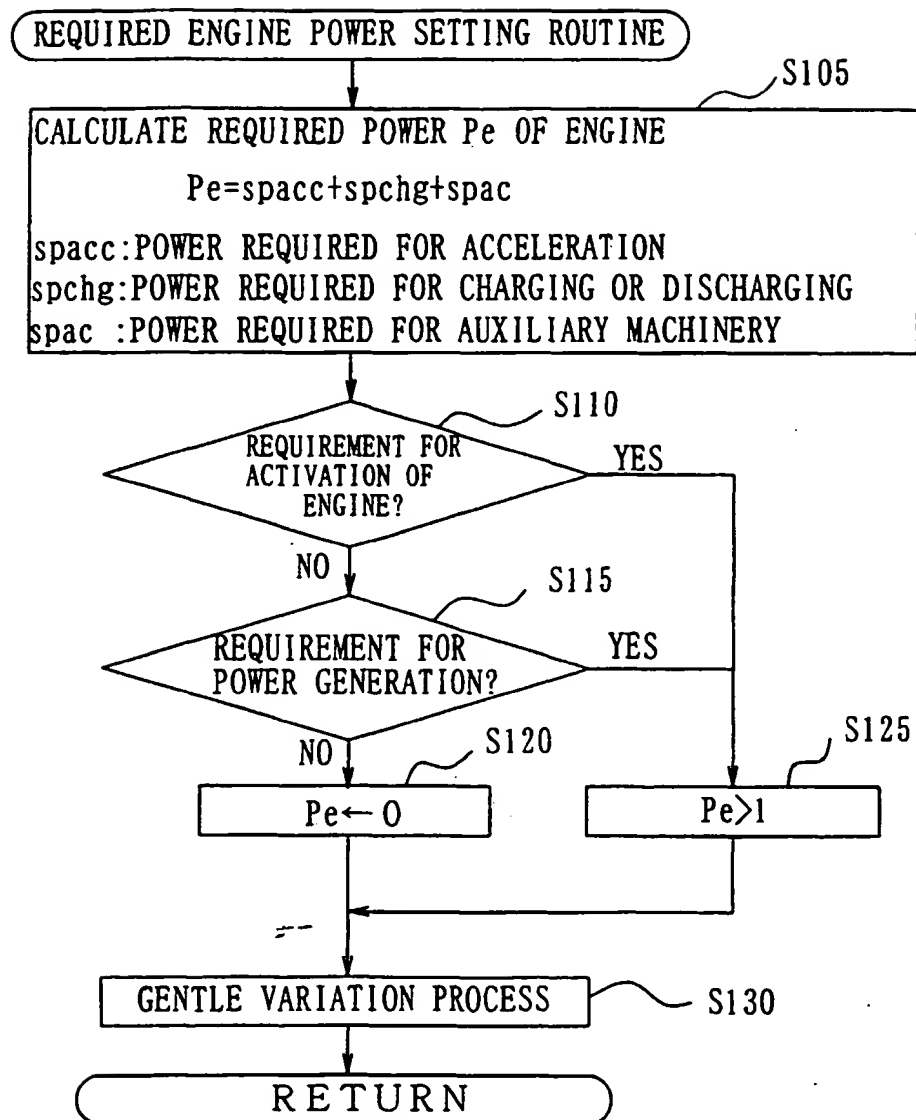 REQUIRED ENGINE POWER SETTING ROUTINE
S105
CALCULATE REQUIRED POWER Pe OF ENGINE
Pe=spacc+spchg+spac
spacc:POWER REQUIRED FOR ACCELERATION
spchg:POWER REQUIRED FOR CHARGING OR DISCHARGING
spac :POWER REQUIRED FOR AUXILIARY MACHINERY
S110
REQUIREMENT FOR
ACTIVATION OF
ENGINE?
YES
NO
S115
REQUIREMENT FOR
POWER GENERATION?
YES
NO
S120
S125
Pe←0
Pe>1
GENTLE VARIATION PROCESS
S130
RETURN